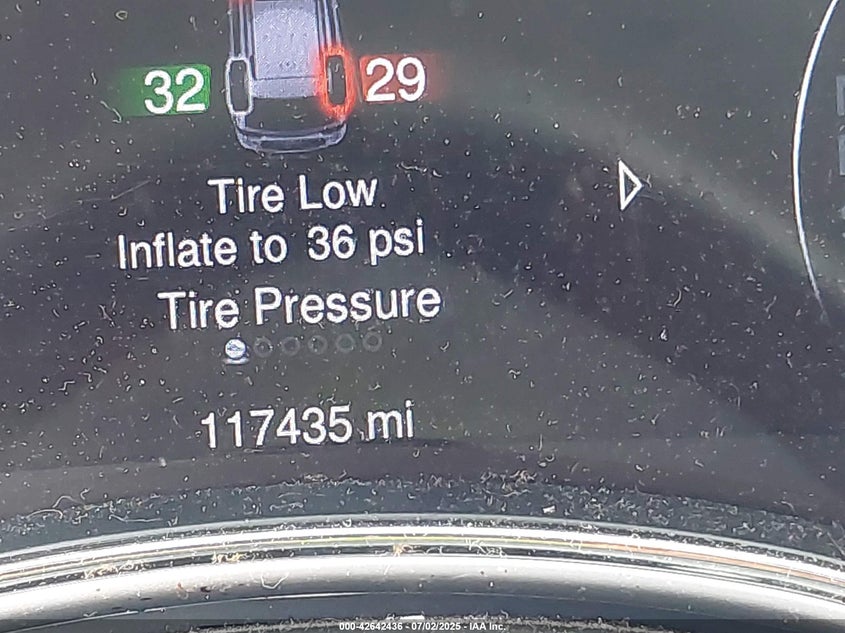 32 29
Tire Low
Inflate to 36 psi
Tire Pressure
117435 mi
000-42642436 - 07/02/2025 - IAA Inc.